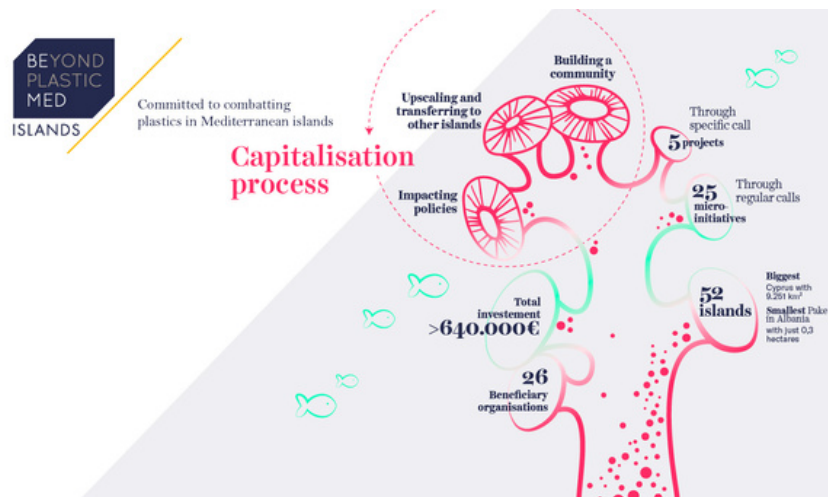 BEYOND
PLASTIC
MED
ISLANDS
Committed to combatting
plastics in Mediterranean islands
Capitalisation
process
Building a
community
Upscaling and
transferring to
other islands
Impacting
policies
Through
specific call
5 projects
25
micro-
initiatives
Through
regular calls
52
islands
Biggest
Cyprus with
9.251 km²
Smallest Pake
in Albania
with just 0,3
hectares
Total
investement
>640.000€
26
Beneficiary
organisations